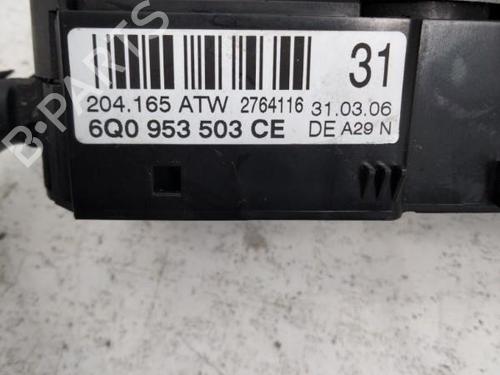 31
204.165 ATW 2764116 31.03.06
6Q0 953 503 CE DE A29 N
B-PARTS